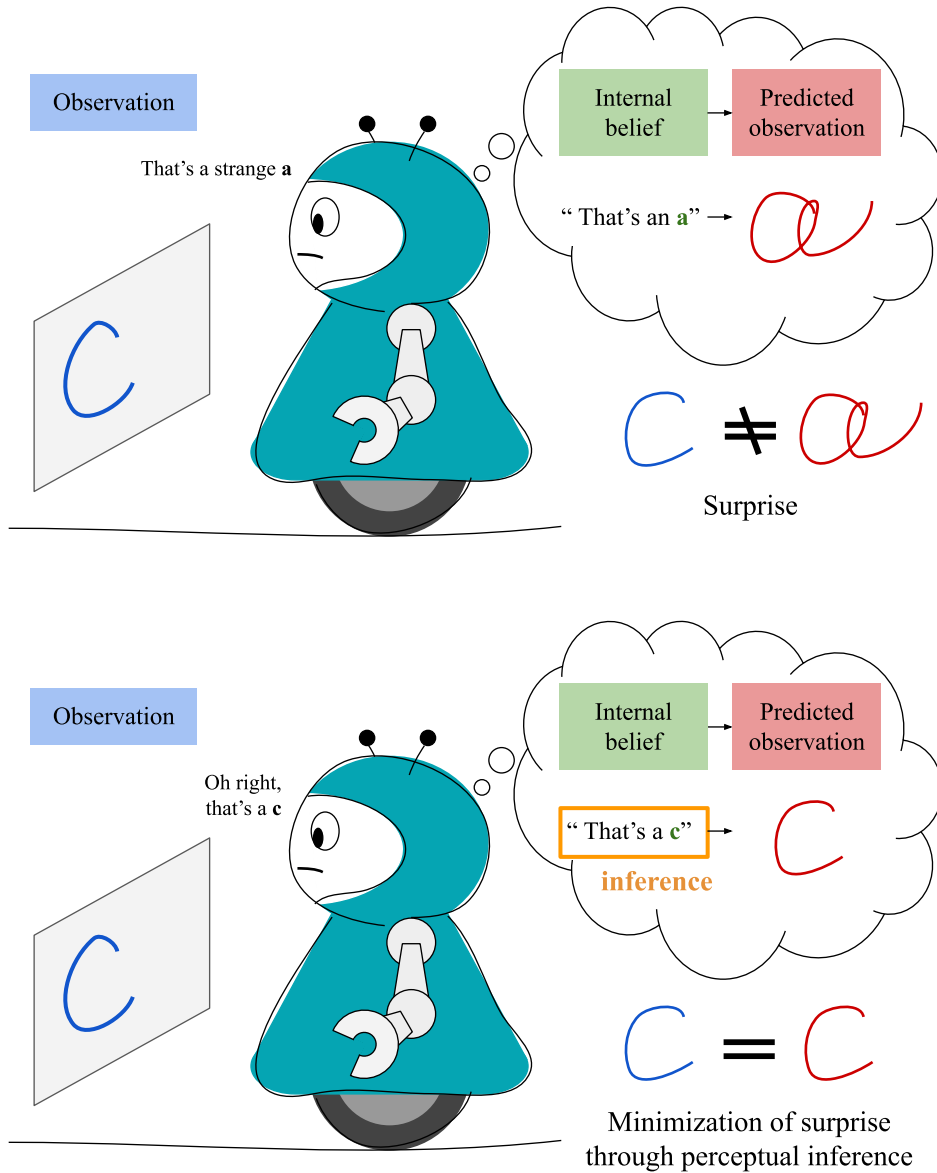 Observation
Internal
belief
Predicted
observation
That's a strange a
“ That's an a”
a
c
c
≠
a
Surprise
Observation
Internal
belief
Predicted
observation
Oh right,
that's a c
“ That's a c”
c
inference
c
c = c
Minimization of surprise
through perceptual inference